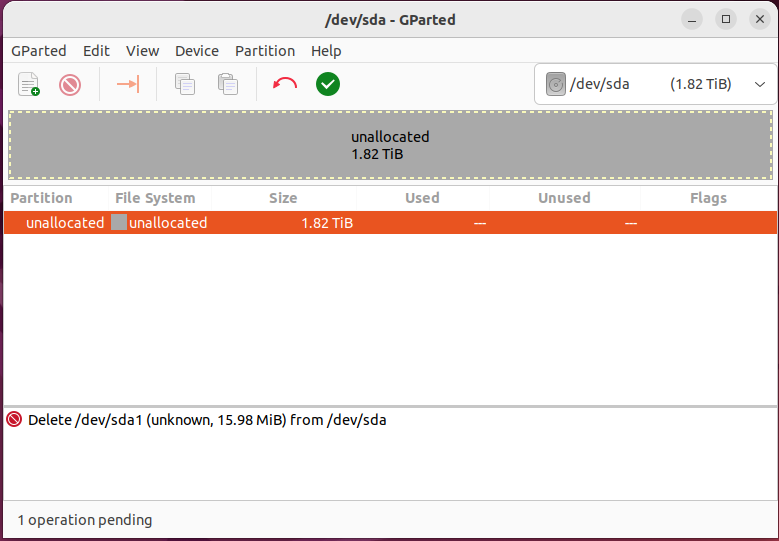 /dev/sda - GParted
GParted Edit View Device Partition Help
/dev/sda (1.82 TiB)
unallocated
1.82 TiB
Partition File System Size Used Unused Flags
unallocated unallocated 1.82 TiB --- ---
Delete /dev/sda1 (unknown, 15.98 MiB) from /dev/sda
1 operation pending